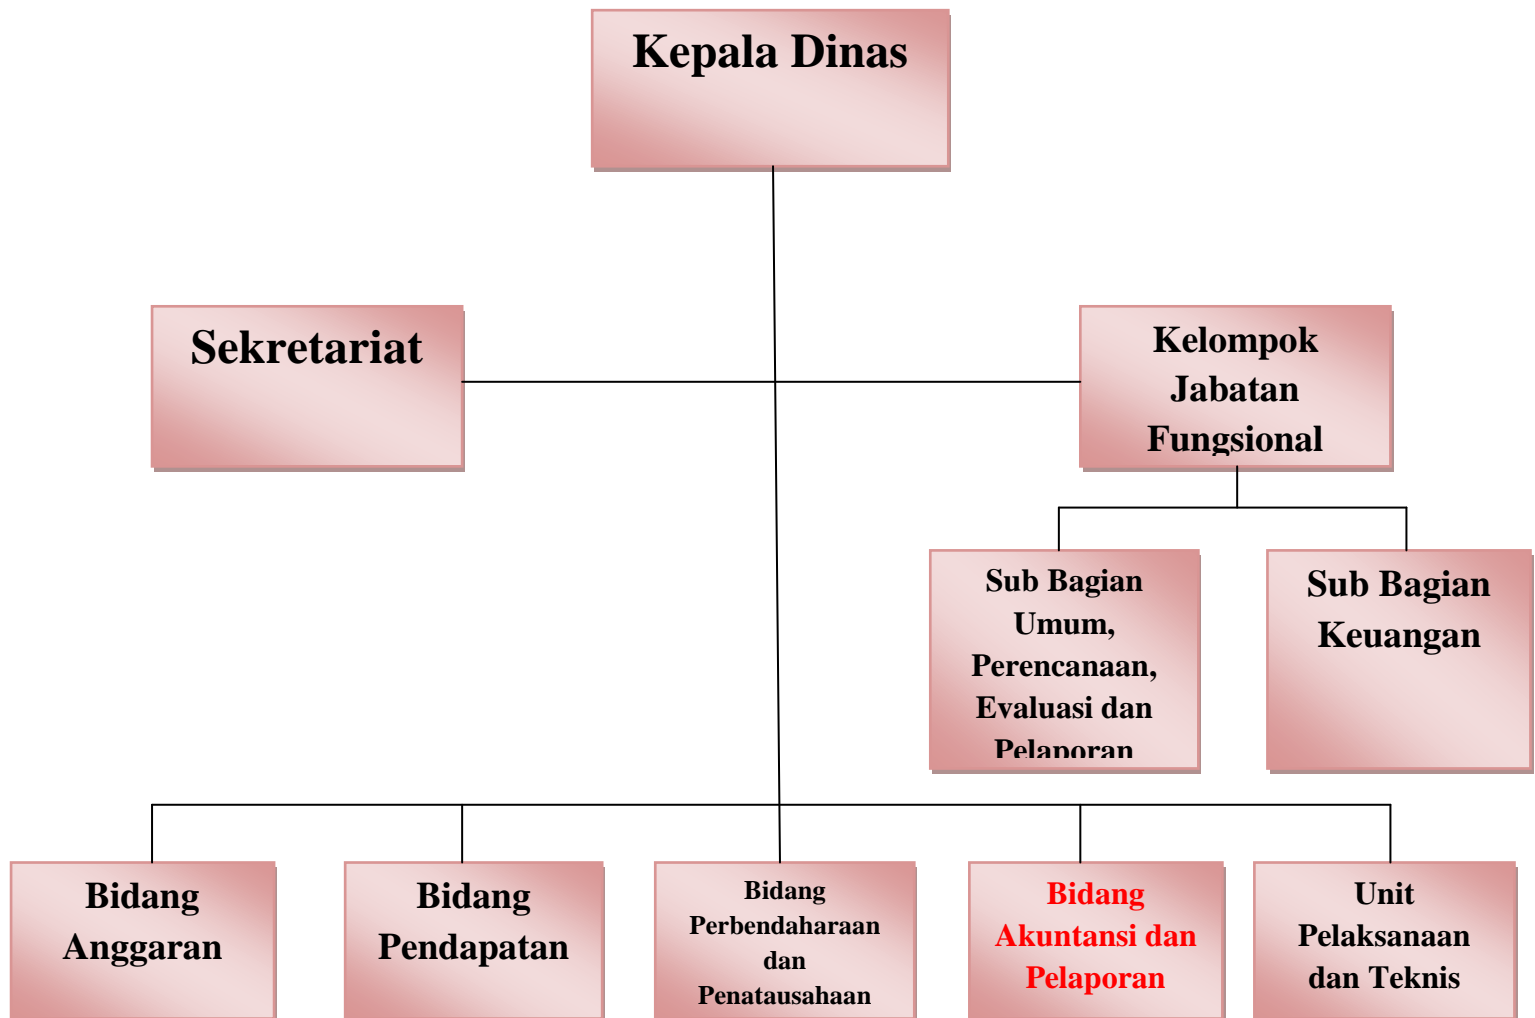 Kepala Dinas
Sekretariat
Kelompok
Jabatan
Fungsional
Sub Bagian
Umum,
Perencanaan,
Evaluasi dan
Pelaporan
Sub Bagian
Keuangan
Bidang
Anggaran
Bidang
Pendapatan
Bidang
Perbendaharaan
dan
Penatausahaan
Bidang
Akuntansi dan
Pelaporan
Unit
Pelaksanaan
dan Teknis